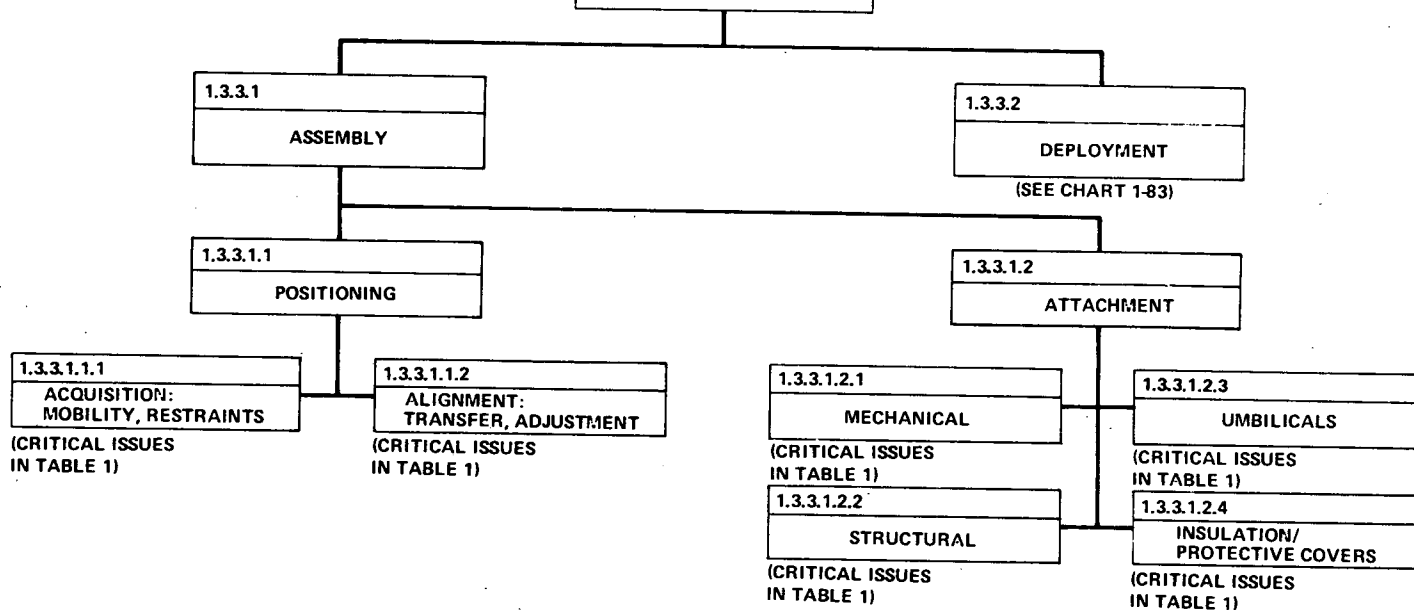 1.3.3.1
ASSEMBLY
1.3.3.2
DEPLOYMENT
(SEE CHART 1-83)
1.3.3.1.1
POSITIONING
1.3.3.1.2
ATTACHMENT
1.3.3.1.1.1
ACQUISITION:
MOBILITY, RESTRAINTS
(CRITICAL ISSUES
IN TABLE 1)
1.3.3.1.1.2
ALIGNMENT:
TRANSFER, ADJUSTMENT
(CRITICAL ISSUES
IN TABLE 1)
1.3.3.1.2.1
MECHANICAL
(CRITICAL ISSUES
IN TABLE 1)
1.3.3.1.2.3
UMBILICALS
(CRITICAL ISSUES
IN TABLE 1)
1.3.3.1.2.2
STRUCTURAL
(CRITICAL ISSUES
IN TABLE 1)
1.3.3.1.2.4
INSULATION/
PROTECTIVE COVERS
(CRITICAL ISSUES
IN TABLE 1)